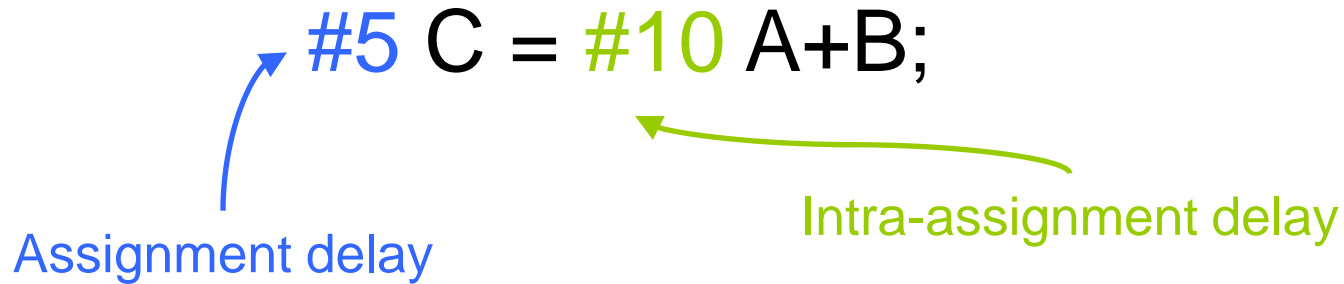 #5 C = #10 A+B;
Intra-assignment delay
Assignment delay